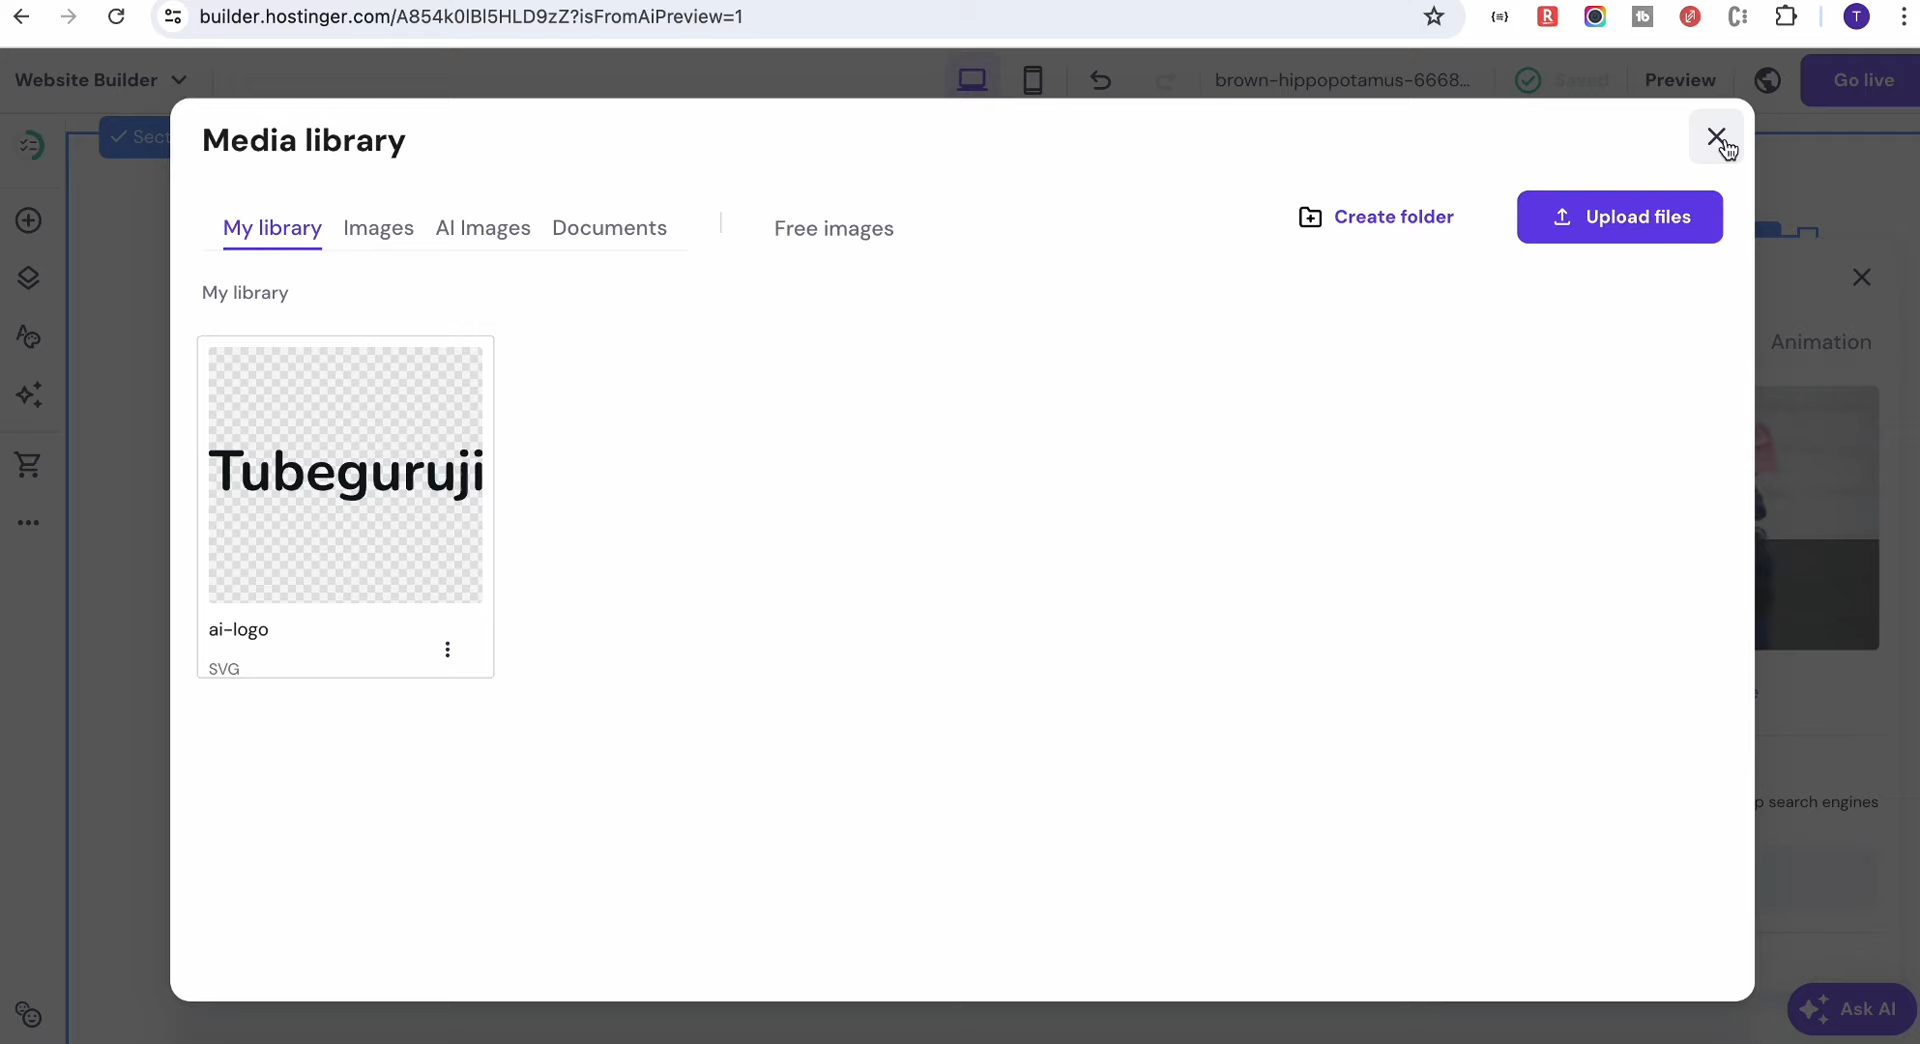 builder.hostinger.com/A854k0lBl5HLD9zZ?isFromAiPreview=1
T
Website Builder
brown-hippopotamus-6668...
Saved
Preview
Go live
Sect
Media library
My library
Images
AI Images
Documents
Free images
Create folder
Upload files
My library
Animation
Tubeguruji
ai-logo
SVG
p search engines
Ask AI